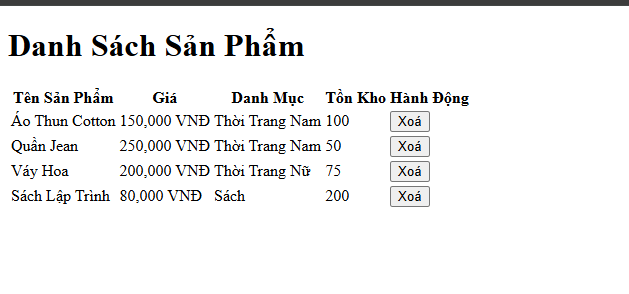 Danh Sách Sản Phẩm
Tên Sản Phẩm Giá Danh Mục Tồn Kho Hành Động
Áo Thun Cotton 150,000 VNĐ Thời Trang Nam 100 Xoá
Quần Jean 250,000 VNĐ Thời Trang Nam 50 Xoá
Váy Hoa 200,000 VNĐ Thời Trang Nữ 75 Xoá
Sách Lập Trình 80,000 VNĐ Sách 200 Xoá